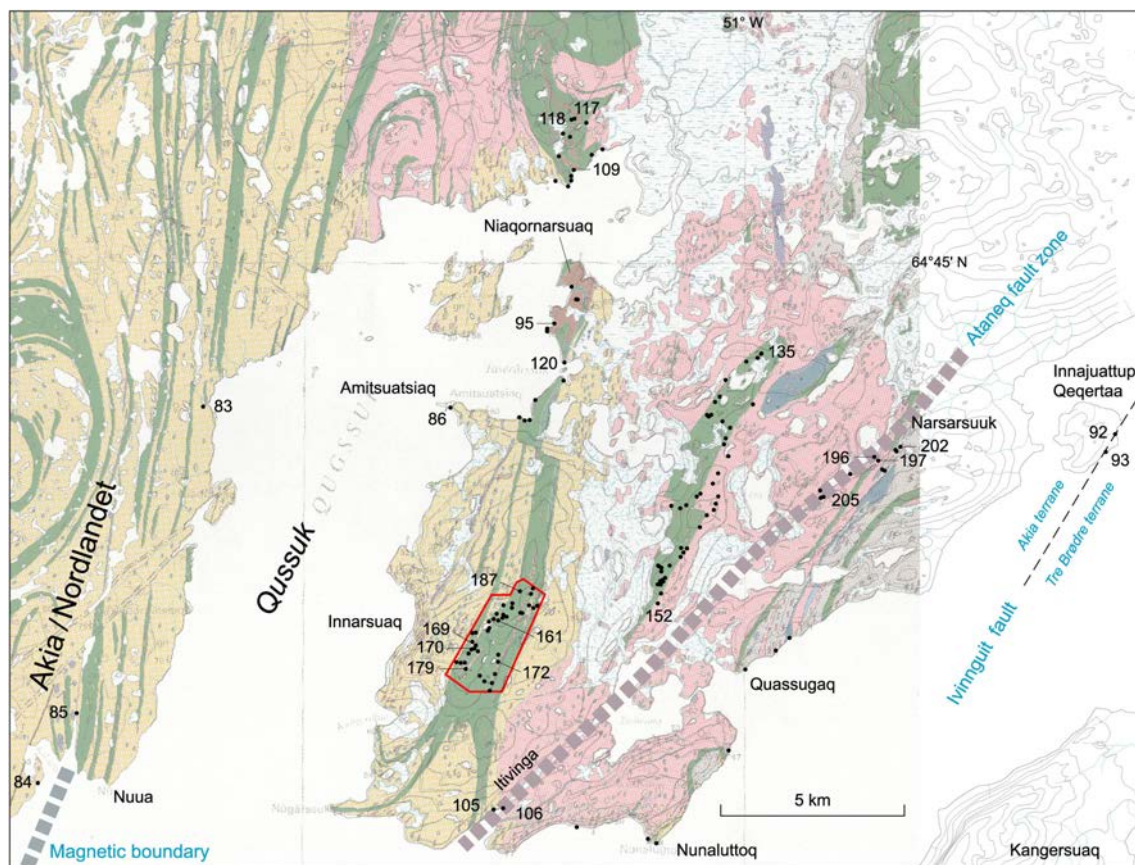 51° W
118
117
109
Niaqornarsuaq
64°45' N
Ataneq fault zone
95
135
120
Innajuattup
Qeqertaa
Amitsuatsiaq
Amitsuatsiaq
83
86
Narsarsuuk
202
92
QUGSSUK
196
197
93
205
Akia terrane
Tre Brødre terrane
Qussuk
187
152
Akia /Nordlandet
Innarsuaq
169
161
Ivinnguit fault
170
179
172
Quassugaq
85
Itivinga
84
Nuua
105
106
5 km
Magnetic boundary
Nunaluttoq
Kangersuaq